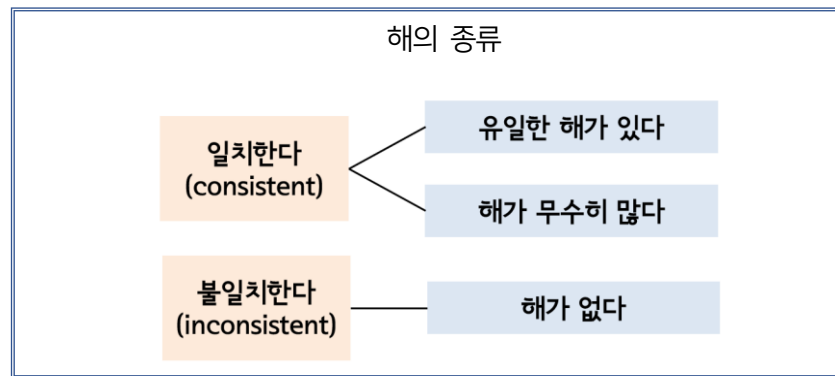 해의 종류
일치한다
(consistent)
유일한 해가 있다
해가 무수히 많다
불일치한다
(inconsistent)
해가 없다